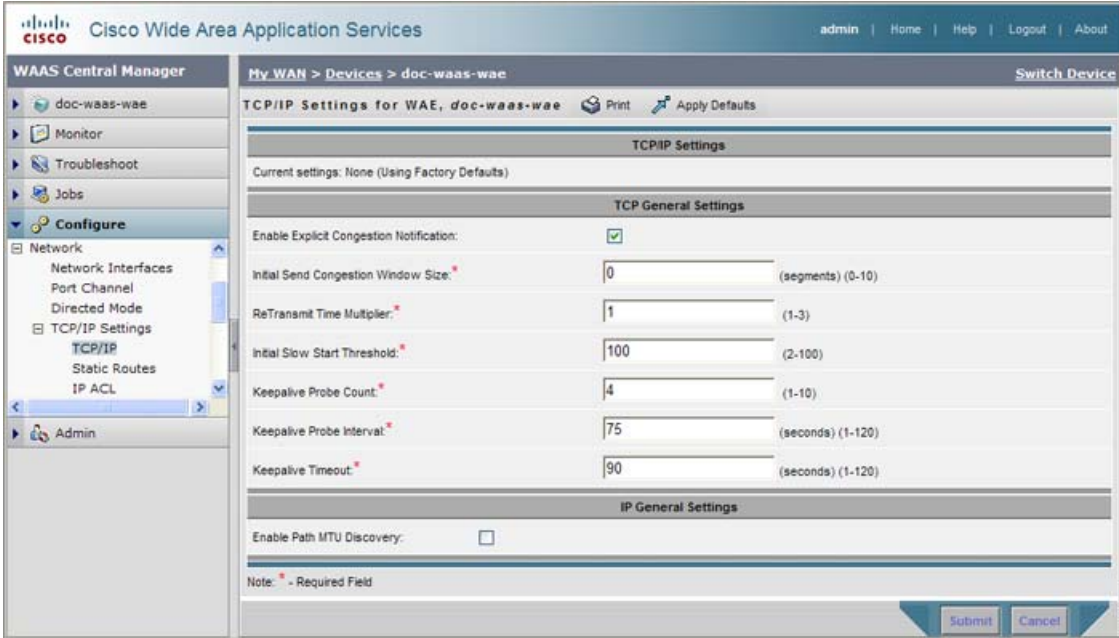 CISCO Cisco Wide Area Application Services admin | Home | Help | Logout | About
WAAS Central Manager
doc-waas-wae
Monitor
Troubleshoot
Jobs
Configure
Network
Network Interfaces
Port Channel
Directed Mode
TCP/IP Settings
TCP/IP
Static Routes
IP ACL
Admin
My WAN > Devices > doc-waas-wae Switch Device
TCP/IP Settings for WAE, doc-waas-wae Print Apply Defaults
TCP/IP Settings
Current settings: None (Using Factory Defaults)
TCP General Settings
Enable Explicit Congestion Notification:
Initial Send Congestion Window Size:* 0 (segments) (0-10)
ReTransmit Time Multiplier:* 1 (1-3)
Initial Slow Start Threshold:* 100 (2-100)
Keepalive Probe Count:* 4 (1-10)
Keepalive Probe Interval:* 75 (seconds) (1-120)
Keepalive Timeout:* 90 (seconds) (1-120)
IP General Settings
Enable Path MTU Discovery:
Note: * - Required Field
Submit Cancel